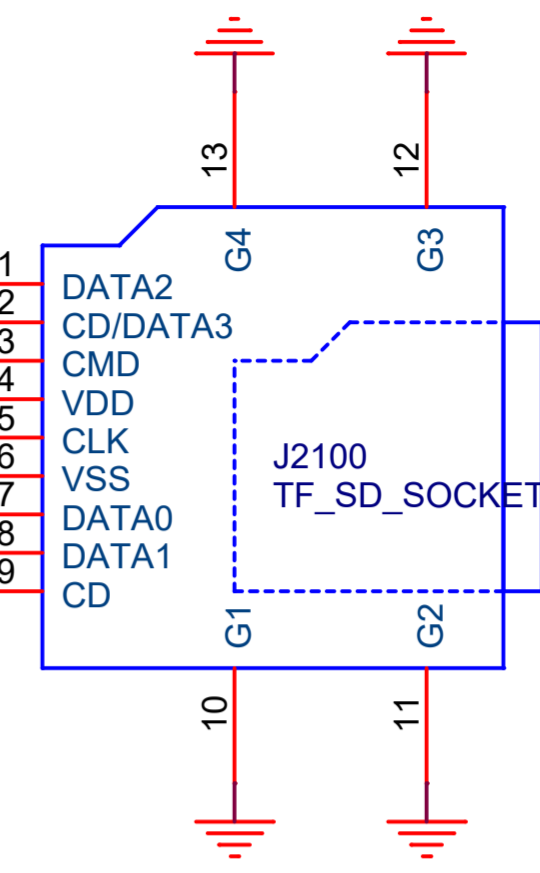 13
12
G4
G3
1
DATA2
2
CD/DATA3
3
CMD
4
VDD
5
CLK
6
VSS
7
DATA0
8
DATA1
9
CD
J2100
TF_SD_SOCKET
G1
G2
10
11